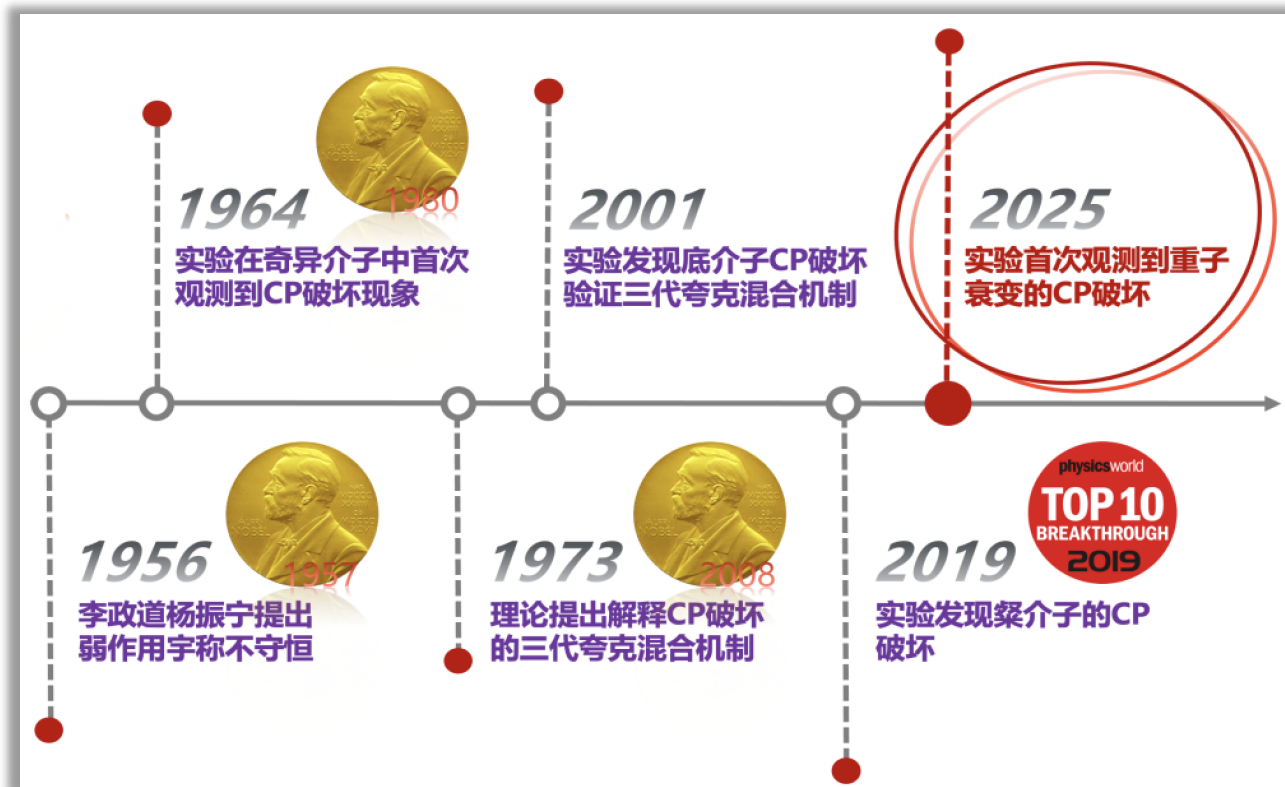 1964
1980
实验在奇异介子中首次
观测到CP破坏现象
2001
实验发现底介子CP破坏
验证三代夸克混合机制
2025
实验首次观测到重子
衰变的CP破坏
1956
1957
李政道杨振宁提出
弱作用宇称不守恒
1973
2008
理论提出解释CP破坏
的三代夸克混合机制
2019
实验发现粲介子的CP
破坏
physicsworld
TOP 10
BREAKTHROUGH
2019